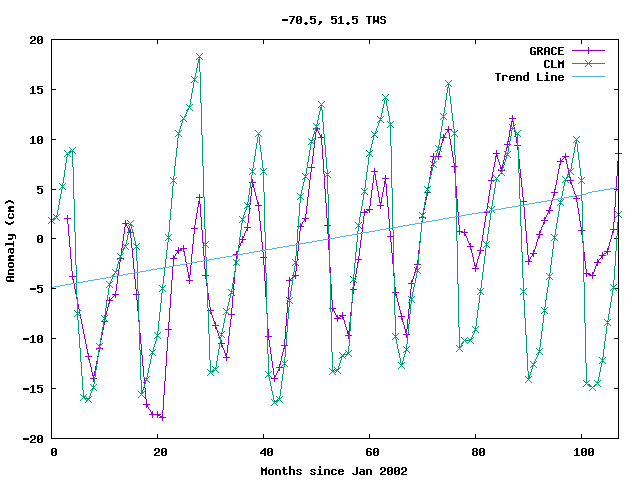 -70.5, 51.5 TWS
GRACE
CLM
Trend Line
20
15
10
5
0
-5
-10
-15
-20
Anomaly (cm)
0 20 40 60 80 100
Months since Jan 2002